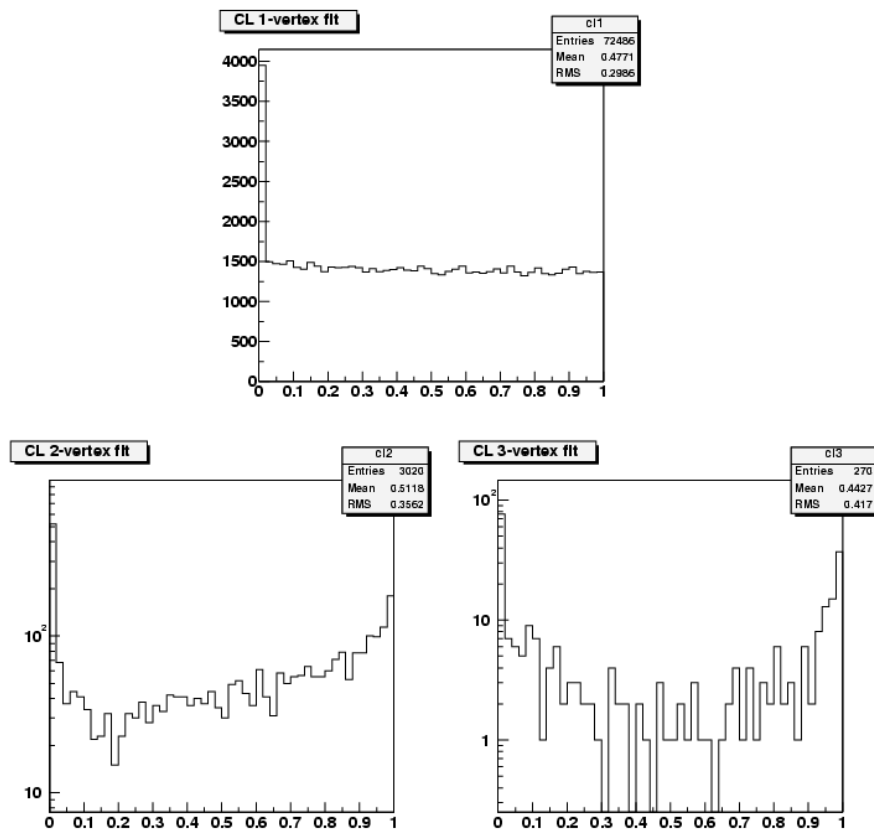 CL 1-vertex fit
cl1
Entries 72486
Mean 0.4771
RMS 0.2986
4000
3500
3000
2500
2000
1500
1000
500
0
0 0.1 0.2 0.3 0.4 0.5 0.6 0.7 0.8 0.9 1
CL 2-vertex fit
cl2
Entries 3020
Mean 0.5118
RMS 0.3562
10²
10
0 0.1 0.2 0.3 0.4 0.5 0.6 0.7 0.8 0.9 1
CL 3-vertex fit
cl3
Entries 270
Mean 0.4427
RMS 0.417
10²
10
1
0 0.1 0.2 0.3 0.4 0.5 0.6 0.7 0.8 0.9 1